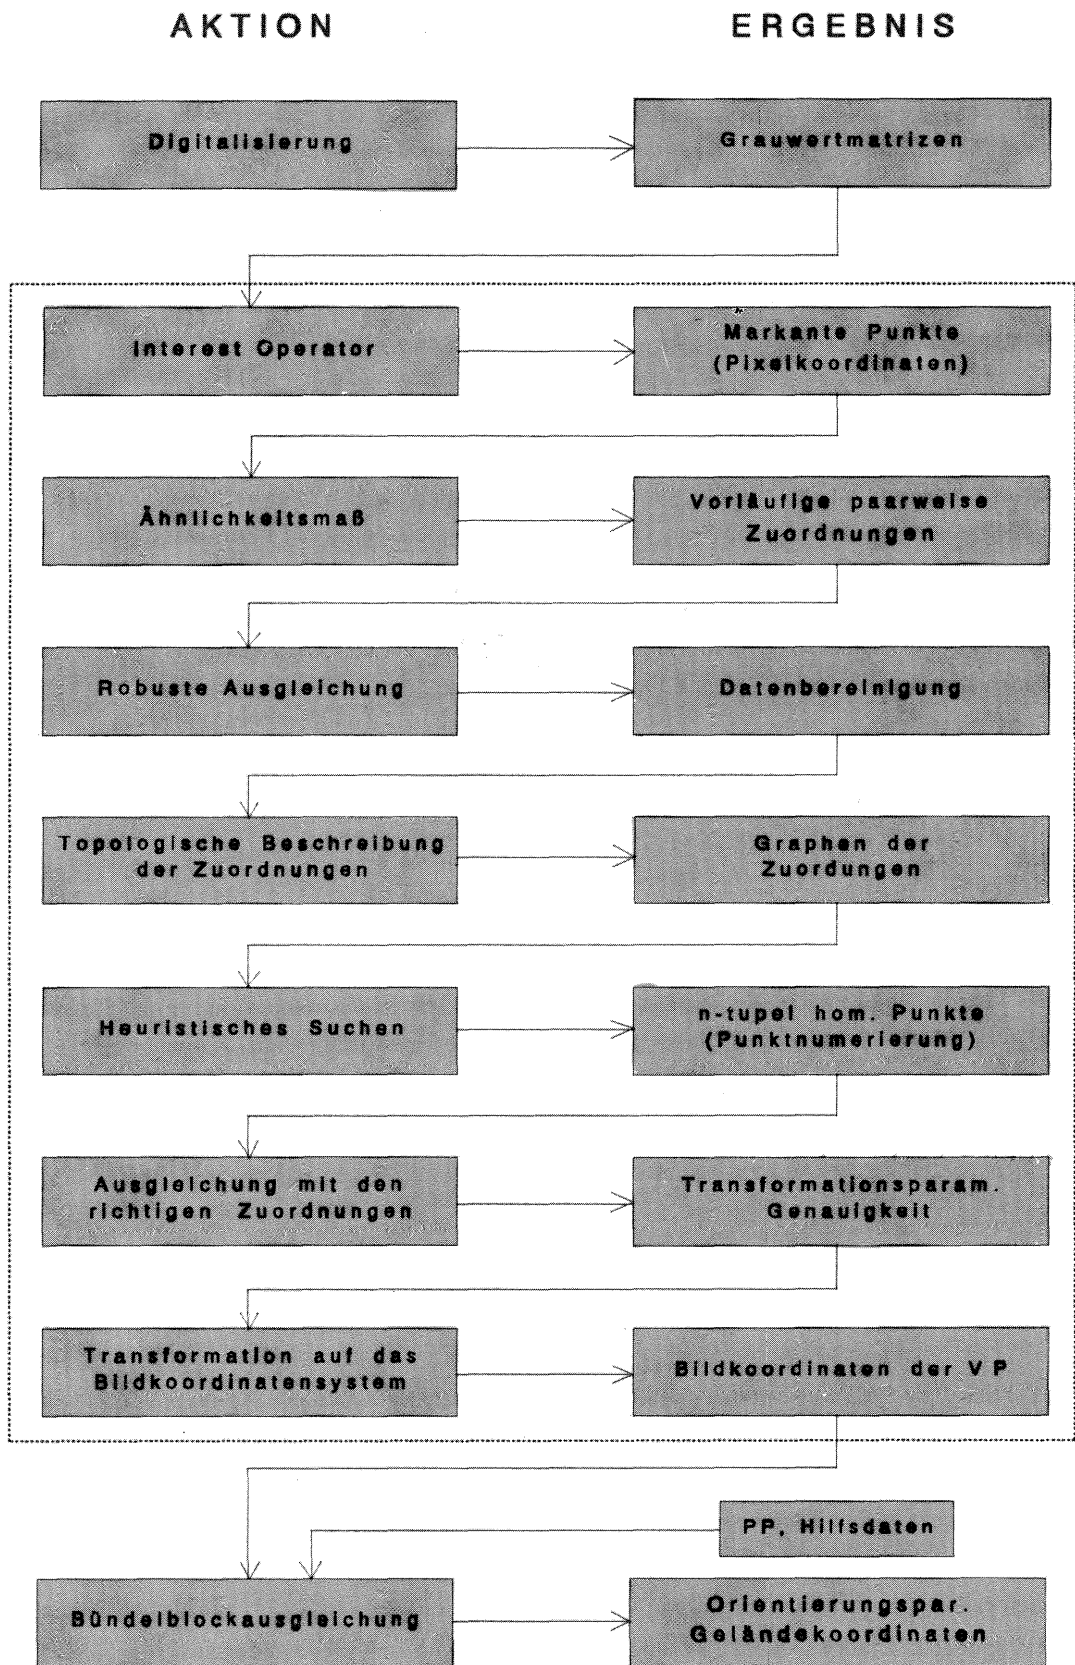 AKTION
ERGEBNIS
Digitalisierung
Grauwertmatrizen
Interest Operator
Markante Punkte
(Pixelkoordinaten)
Ähnlichkeitsmaß
Vorläufige paarweise
Zuordnungen
Robuste Ausgleichung
Datenbereinigung
Topologische Beschreibung
der Zuordnungen
Graphen der
Zuordungen
Heuristisches Suchen
n-tupel hom. Punkte
(Punktnumerierung)
Ausgleichung mit den
richtigen Zuordnungen
Transformationsparam.
Genauigkeit
Transformation auf das
Bildkoordinatensystem
Bildkoordinaten der VP
PP, Hilfsdaten
Bündelblockausgleichung
Orientierungspar.
Geländekoordinaten